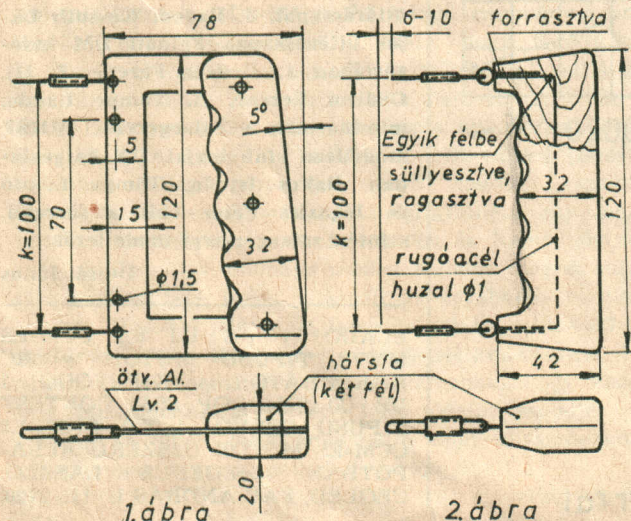 78
6-10
forrasztva
5°
5
Egyik félbe
süllyesztve,
ragasztva
k=100
70
15
120
32
k=100
32
120
rugóacél
huzal φ1
φ1,5
ötv. Al.
Lv. 2
hársfa
(két fél)
42
20
1. ábra
2. ábra